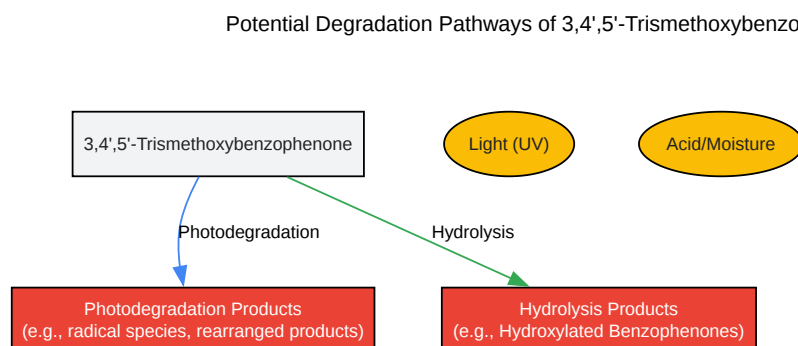 Potential Degradation Pathways of 3,4',5'-Trismethoxybenzo
3,4',5'-Trismethoxybenzophenone
Light (UV)
Acid/Moisture
Photodegradation
Hydrolysis
Photodegradation Products
(e.g., radical species, rearranged products)
Hydrolysis Products
(e.g., Hydroxylated Benzophenones)